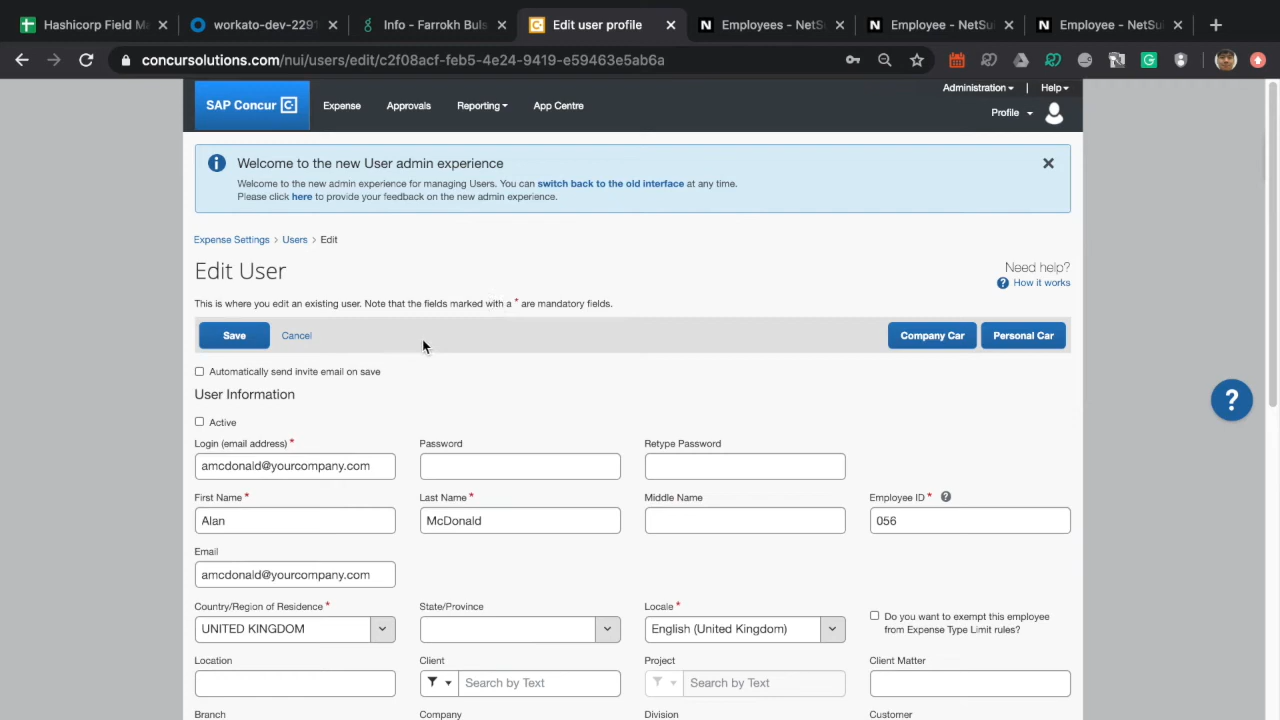 Hashicorp Field Ma
workato-dev-2291
Info - Farrokh Buls
Edit user profile
Employees - NetSui
Employee - NetSui
Employee - NetSui
concursolutions.com/nui/users/edit/c2f08acf-feb5-4e24-9419-e59463e5ab6a
Administration | Help
SAP Concur C Expense Approvals Reporting App Centre
Profile
Welcome to the new User admin experience
Welcome to the new admin experience for managing Users. You can switch back to the old interface at any time.
Please click here to provide your feedback on the new admin experience.
Expense Settings > Users > Edit
Edit User
Need help?
How it works
This is where you edit an existing user. Note that the fields marked with a * are mandatory fields.
Save Cancel Company Car Personal Car
Automatically send invite email on save
User Information
Active
Login (email address) * Password Retype Password
amcdonald@yourcompany.com
First Name * Last Name * Middle Name Employee ID *
Alan McDonald 056
Email
amcdonald@yourcompany.com
Country/Region of Residence * State/Province Locale *
Do you want to exempt this employee
from Expense Type Limit rules?
UNITED KINGDOM English (United Kingdom)
Location Client Project Client Matter
Search by Text Search by Text
Branch Company Division Customer